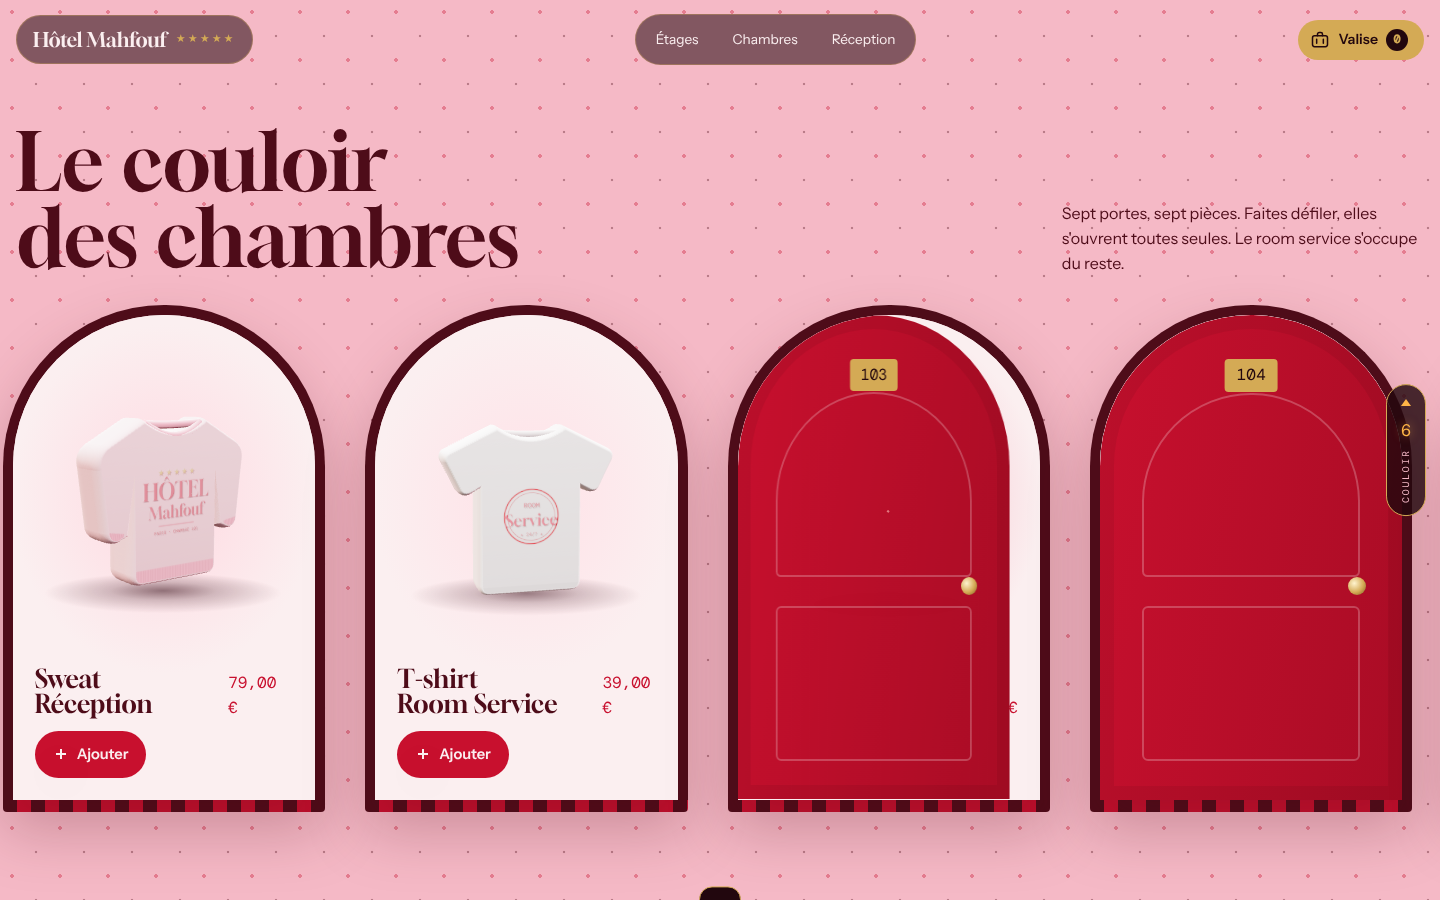 Hôtel Mahfouf ★★★★★
Étages
Chambres
Réception
Valise 0
Le couloir
des chambres
Sept portes, sept pièces. Faites défiler, elles
s'ouvrent toutes seules. Le room service s'occupe
du reste.
★★★★★
HÔTEL
Mahfouf
Sweat
Réception
79,00
€
+ Ajouter
ROOM
Service
T-shirt
Room Service
39,00
€
+ Ajouter
103
€
104
6
COULOIR